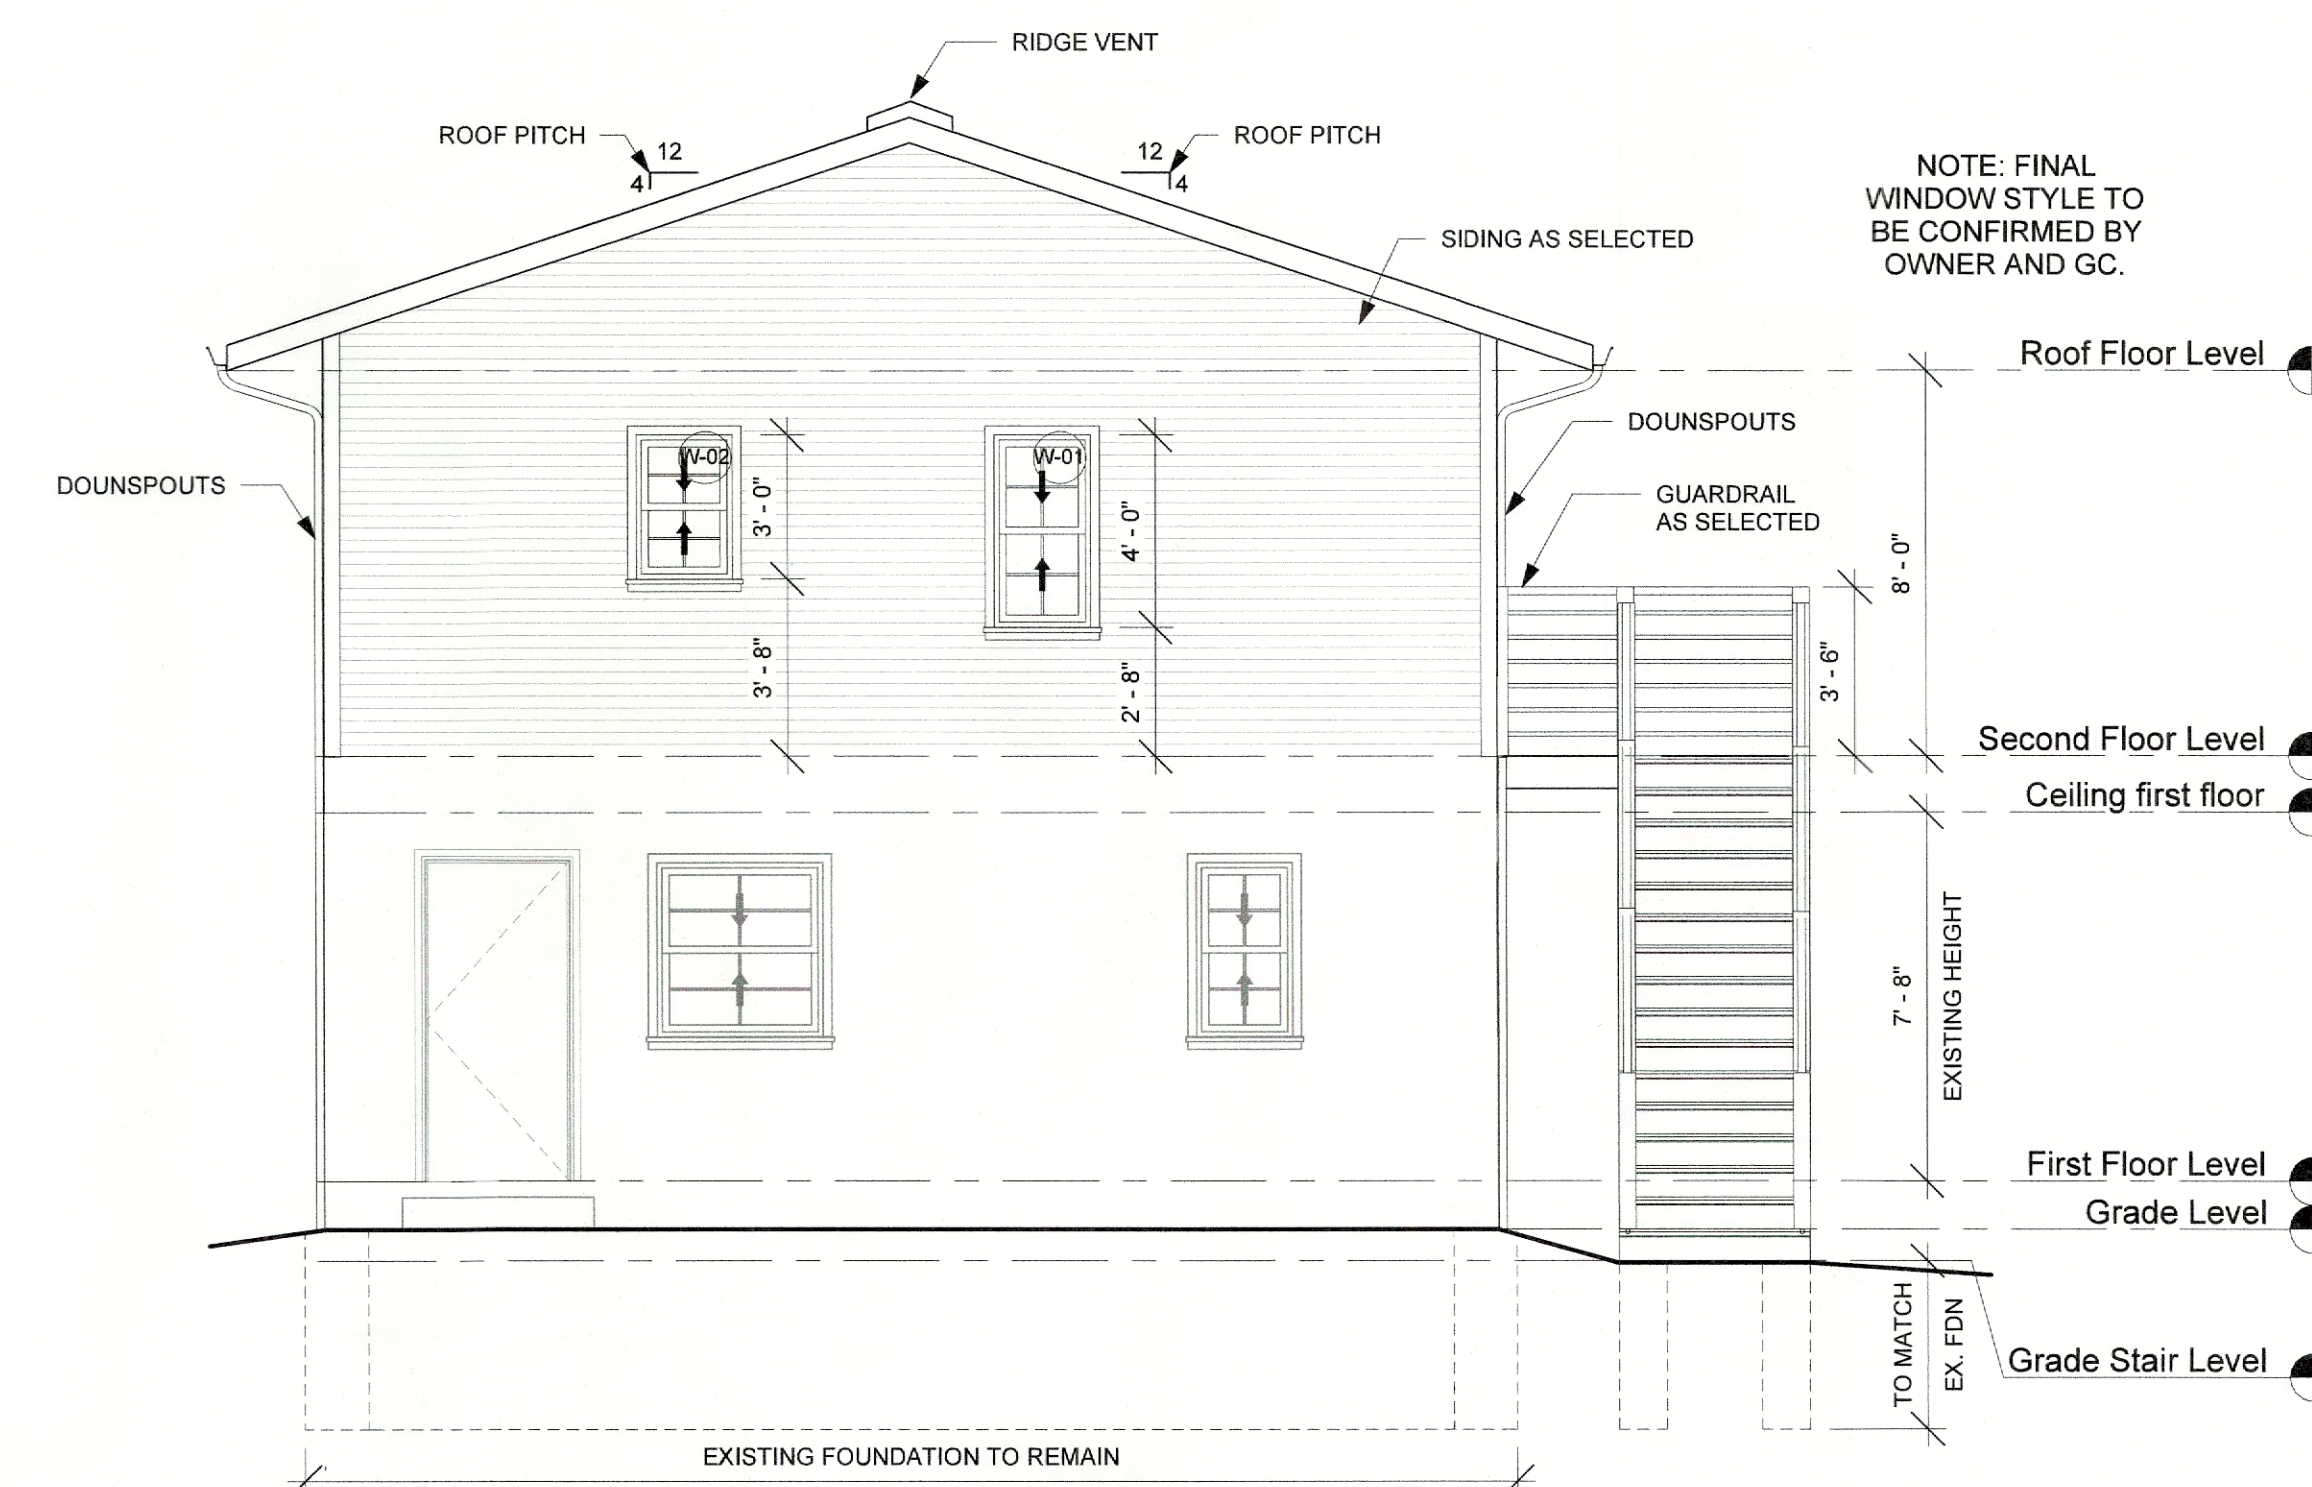 RIDGE VENT
ROOF PITCH
12
4
12
4
ROOF PITCH
NOTE: FINAL
WINDOW STYLE TO
BE CONFIRMED BY
OWNER AND GC.
SIDING AS SELECTED
Roof Floor Level
DOUNSPOUTS
DOUNSPOUTS
GUARDRAIL
AS SELECTED
W-02
W-01
3' - 0"
4' - 0"
8' - 0"
3' - 8"
2' - 8"
3' - 6"
Second Floor Level
Ceiling first floor
7' - 8"
EXISTING HEIGHT
First Floor Level
Grade Level
TO MATCH
EX. FDN
Grade Stair Level
EXISTING FOUNDATION TO REMAIN